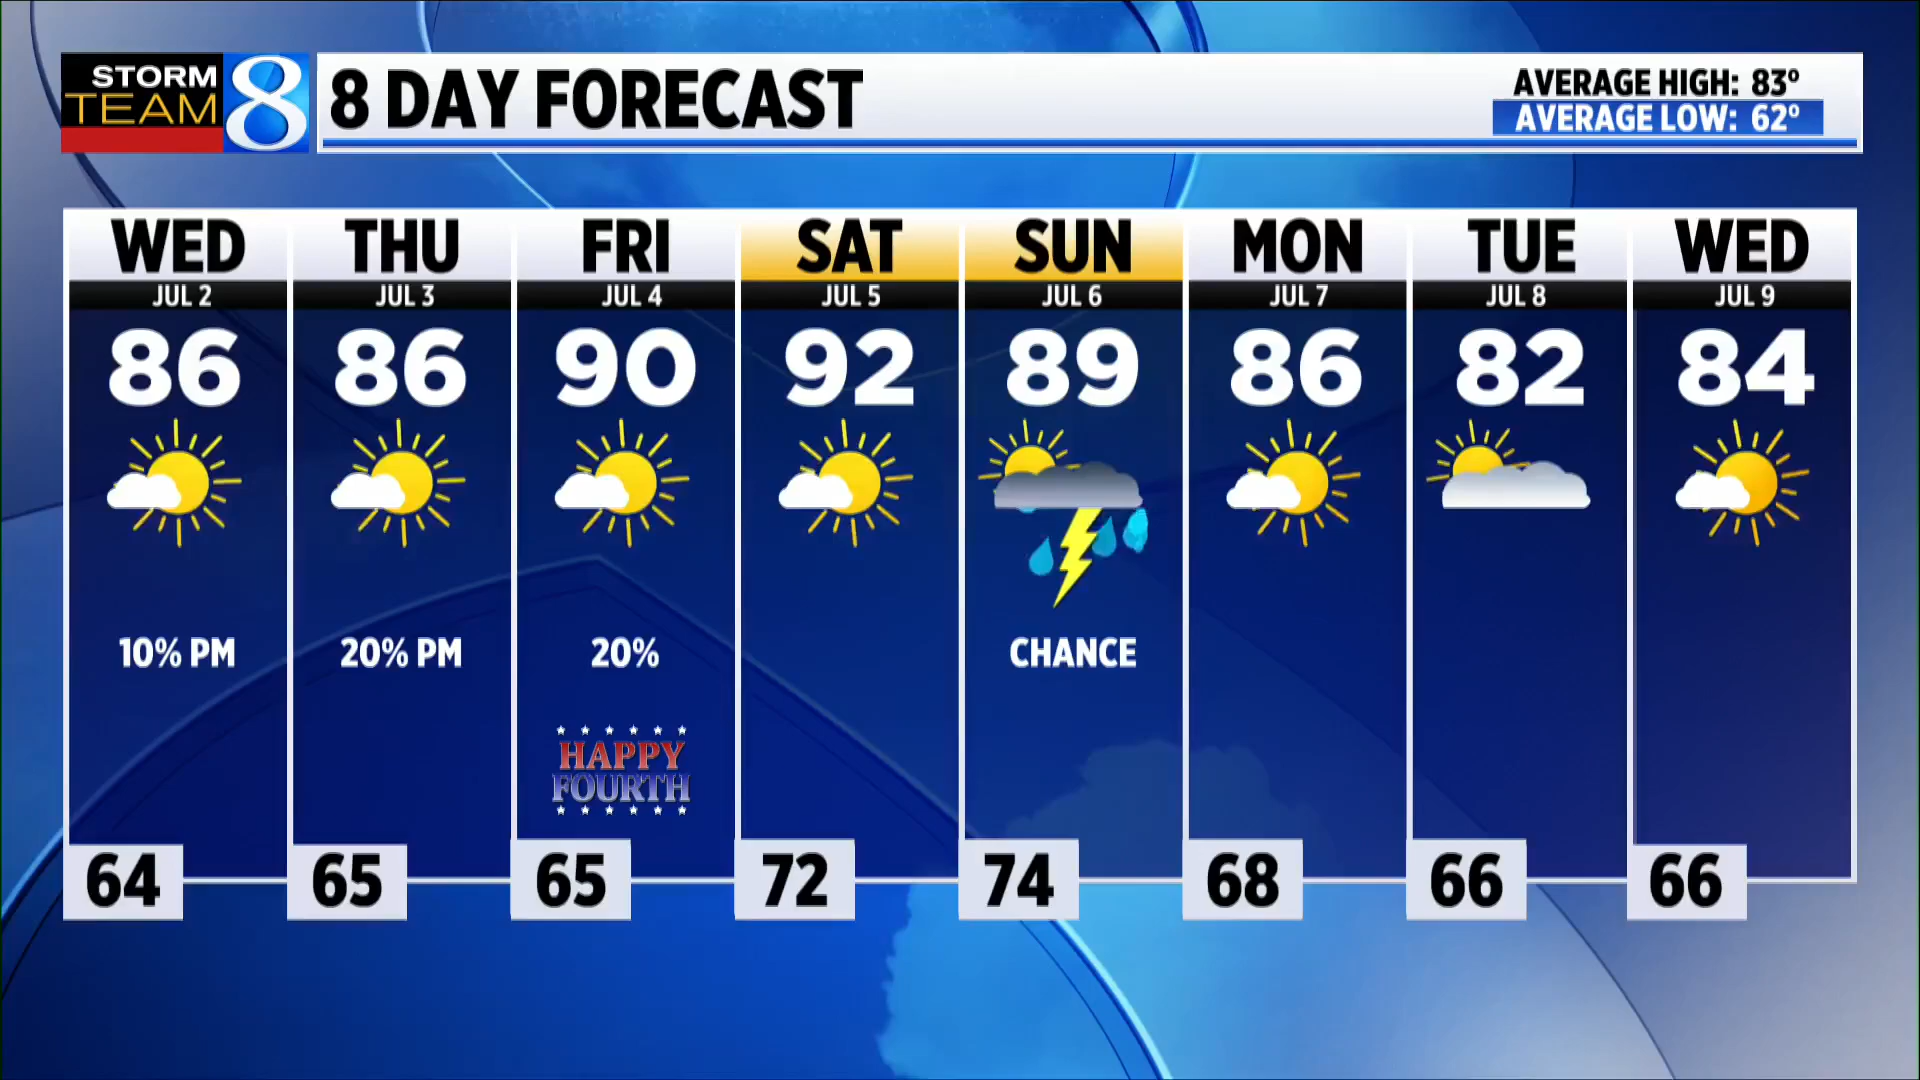 STORM
TEAM
8
8 DAY FORECAST
AVERAGE HIGH: 83º
AVERAGE LOW: 62º
WED
JUL 2
86
10% PM
64
THU
JUL 3
86
20% PM
65
FRI
JUL 4
90
20%
HAPPY
FOURTH
65
SAT
JUL 5
92
72
SUN
JUL 6
89
CHANCE
74
MON
JUL 7
86
68
TUE
JUL 8
82
66
WED
JUL 9
84
66